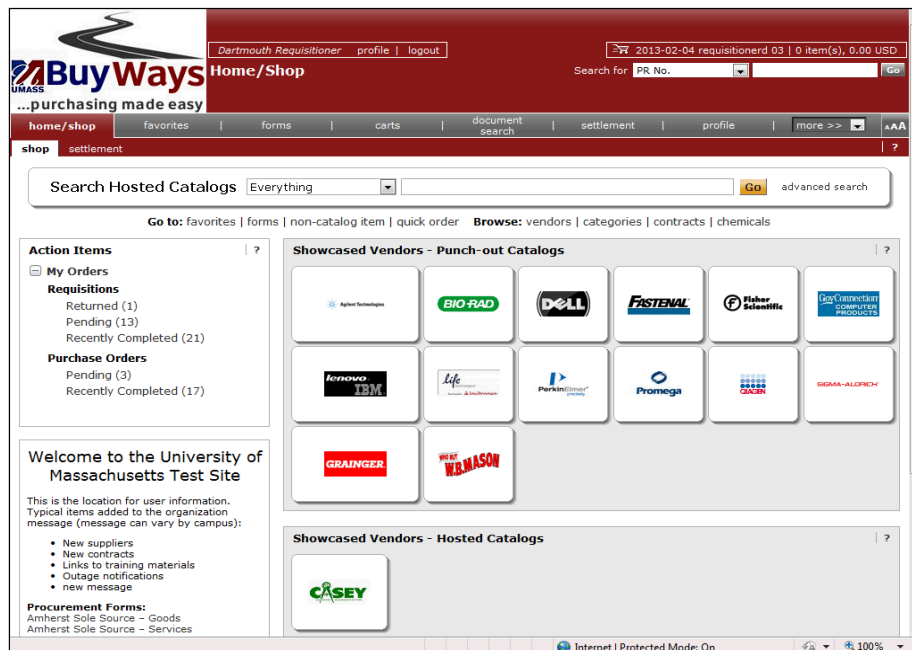 UMASS
BuyWays
...purchasing made easy
Dartmouth Requisitioner profile | logout
2013-02-04 requisitionerd 03 | 0 item(s), 0.00 USD
Home/Shop
Search for PR No. Go
home/shop favorites | forms | carts | document search | settlement | profile | more >> AAA
shop settlement | ?
Search Hosted Catalogs Everything Go advanced search
Go to: favorites | forms | non-catalog item | quick order Browse: vendors | categories | contracts | chemicals
Action Items | ?
My Orders
Requisitions
Returned (1)
Pending (13)
Recently Completed (21)
Purchase Orders
Pending (3)
Recently Completed (17)
Welcome to the University of
Massachusetts Test Site
This is the location for user information.
Typical items added to the organization
message (message can vary by campus):
• New suppliers
• New contracts
• Links to training materials
• Outage notifications
• new message
Procurement Forms:
Amherst Sole Source – Goods
Amherst Sole Source – Services
Showcased Vendors - Punch-out Catalogs | ?
Agilent Technologies
BIO-RAD
DELL
FASTENAL
Fisher
Scientific
GovConnection
COMPUTER
PRODUCTS
lenovo
IBM
life
invitrogen
PerkinElmer
precisely.
Promega
QIAGEN
SIGMA-ALDRICH
GRAINGER
WHO BUT
W.B.MASON
Showcased Vendors - Hosted Catalogs | ?
CASEY
Internet | Protected Mode: On 100%